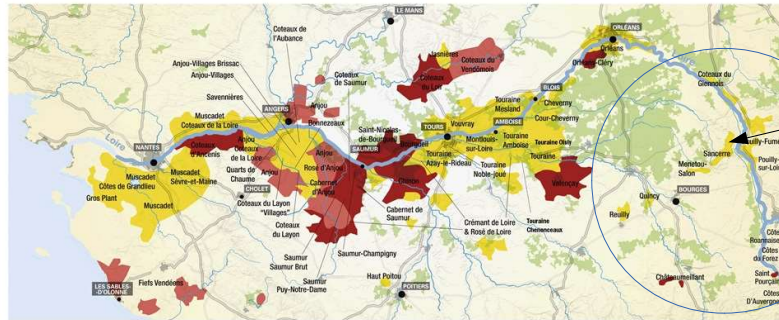 LE MANS
ORLÉANS
Coteaux de
l'Aubance
Jasnières
Coteaux du
Vendômois
Coteaux
du Loir
Orléans
Orléans-Cléry
Anjou-Villages Brissac
Anjou-Villages
Coteaux
de Saumur
Coteaux du
Giennois
BLOIS
Savennières
ANGERS
Anjou
Bonnezeaux
Touraine
Mesland
Cheverny
Cour-Cheverny
Muscadet
Coteaux de la Loire
Saint-Nicolas-
de-Bourgueil
Vouvray
TOURS
AMBOISE
Loire
NANTES
Coteaux
d'Ancenis
Anjou
Coteaux
de la Loire
Anjou
Rosé d'Anjou
SAUMUR
Montlouis-
sur-Loire
Touraine
Amboise
Touraine Oisly
Touraine
Touraine
Azay-le-Rideau
Touraine
Noble-joué
Pouilly-Fumé
Sancerre
Pouilly-
sur-Loire
Menetou-
Salon
Muscadet
Côtes de Grandlieu
Muscadet
Sèvre-et-Maine
Quarts de
Chaume
Cabernet
d'Anjou
Chinon
Valençay
CHOLET
Gros Plant
Muscadet
Coteaux du Layon
"Villages"
Cabernet de
Saumur
Quincy
BOURGES
Reuilly
Coteaux
du Layon
Crémant de Loire
& Rosé de Loire
Touraine
Chenonceaux
Saumur-Champigny
Saumur
Saumur Brut
Saumur
Puy-Notre-Dame
Haut Poitou
POITIERS
Fiefs Vendéens
LES SABLES-
-D'OLONNE
Châteaumeillant
Côte
Roannaise
Côtes
du Forez
Saint
Pourçain
Côtes
D'Auvergne